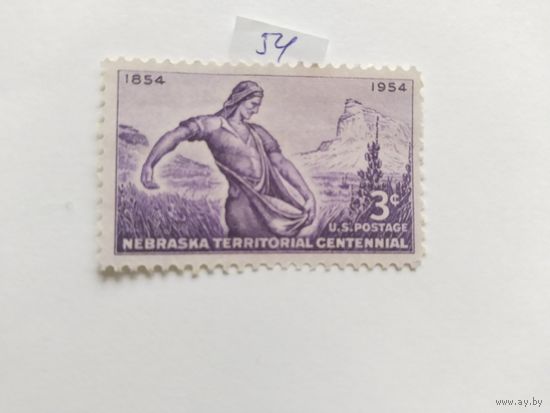 54
1854 1954
3¢
U.S. POSTAGE
NEBRASKA TERRITORIAL CENTENNIAL
www.ay.by